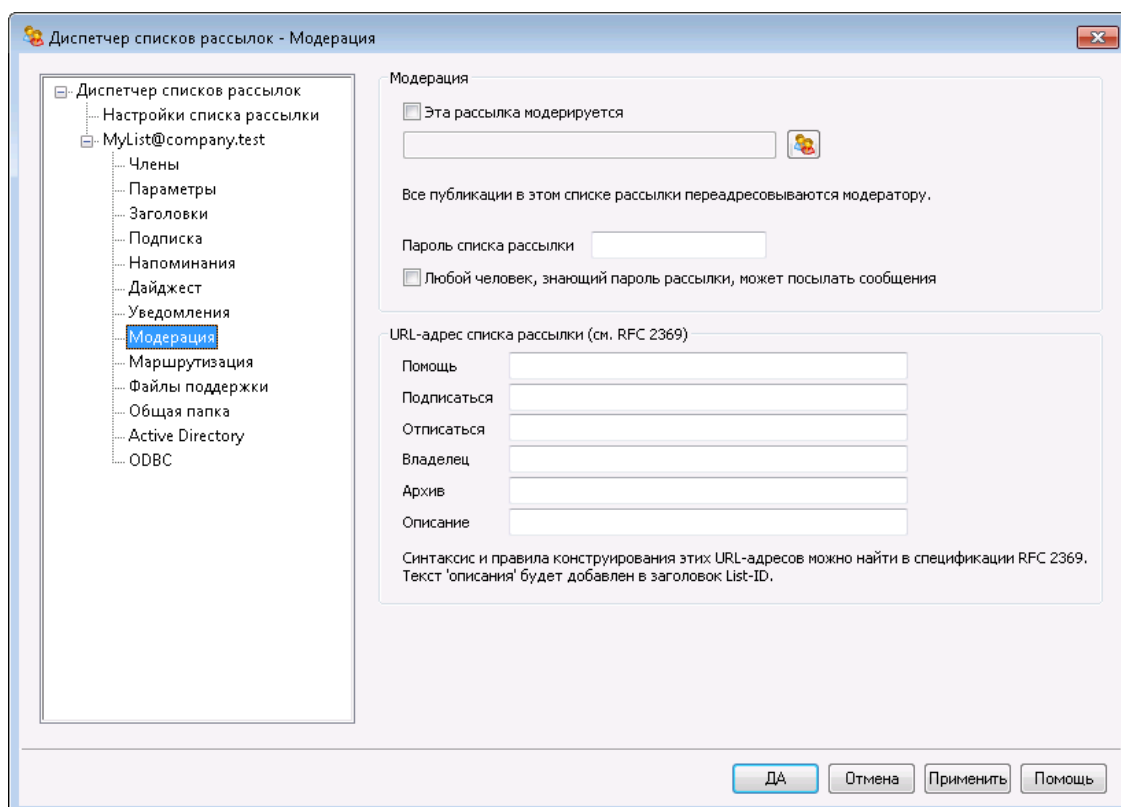 Диспетчер списков рассылок - Модерация
Диспетчер списков рассылок
Настройки списка рассылки
MyList@company.test
Члены
Параметры
Заголовки
Подписка
Напоминания
Дайджест
Уведомления
Модерация
Маршрутизация
Файлы поддержки
Общая папка
Active Directory
ODBC
Модерация
Эта рассылка модерируется
Все публикации в этом списке рассылки переадресовываются модератору.
Пароль списка рассылки
Любой человек, знающий пароль рассылки, может посылать сообщения
URL-адрес списка рассылки (см. RFC 2369)
Помощь
Подписаться
Отписаться
Владелец
Архив
Описание
Синтаксис и правила конструирования этих URL-адресов можно найти в спецификации RFC 2369.
Текст 'описания' будет добавлен в заголовок List-ID.
ДА
Отмена
Применить
Помощь